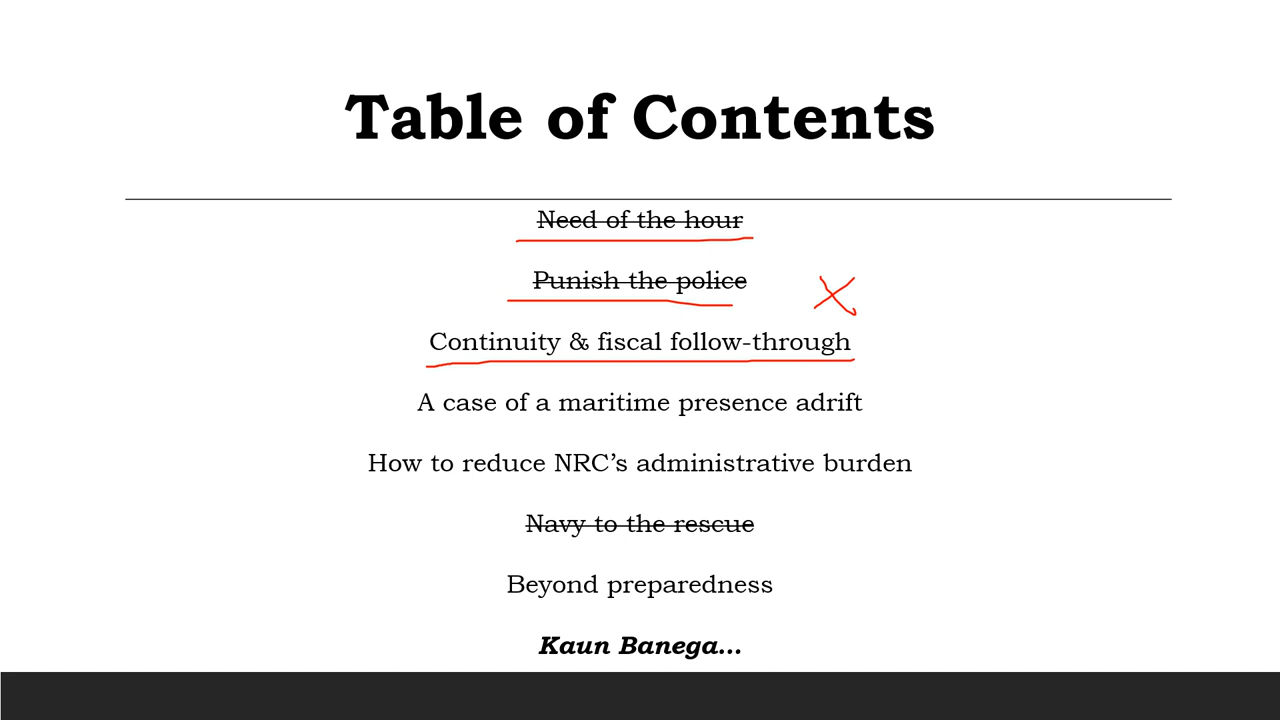 Table of Contents
Need of the hour
Punish the police
Continuity & fiscal follow-through
A case of a maritime presence adrift
How to reduce NRC’s administrative burden
Navy to the rescue
Beyond preparedness
Kaun Banega...